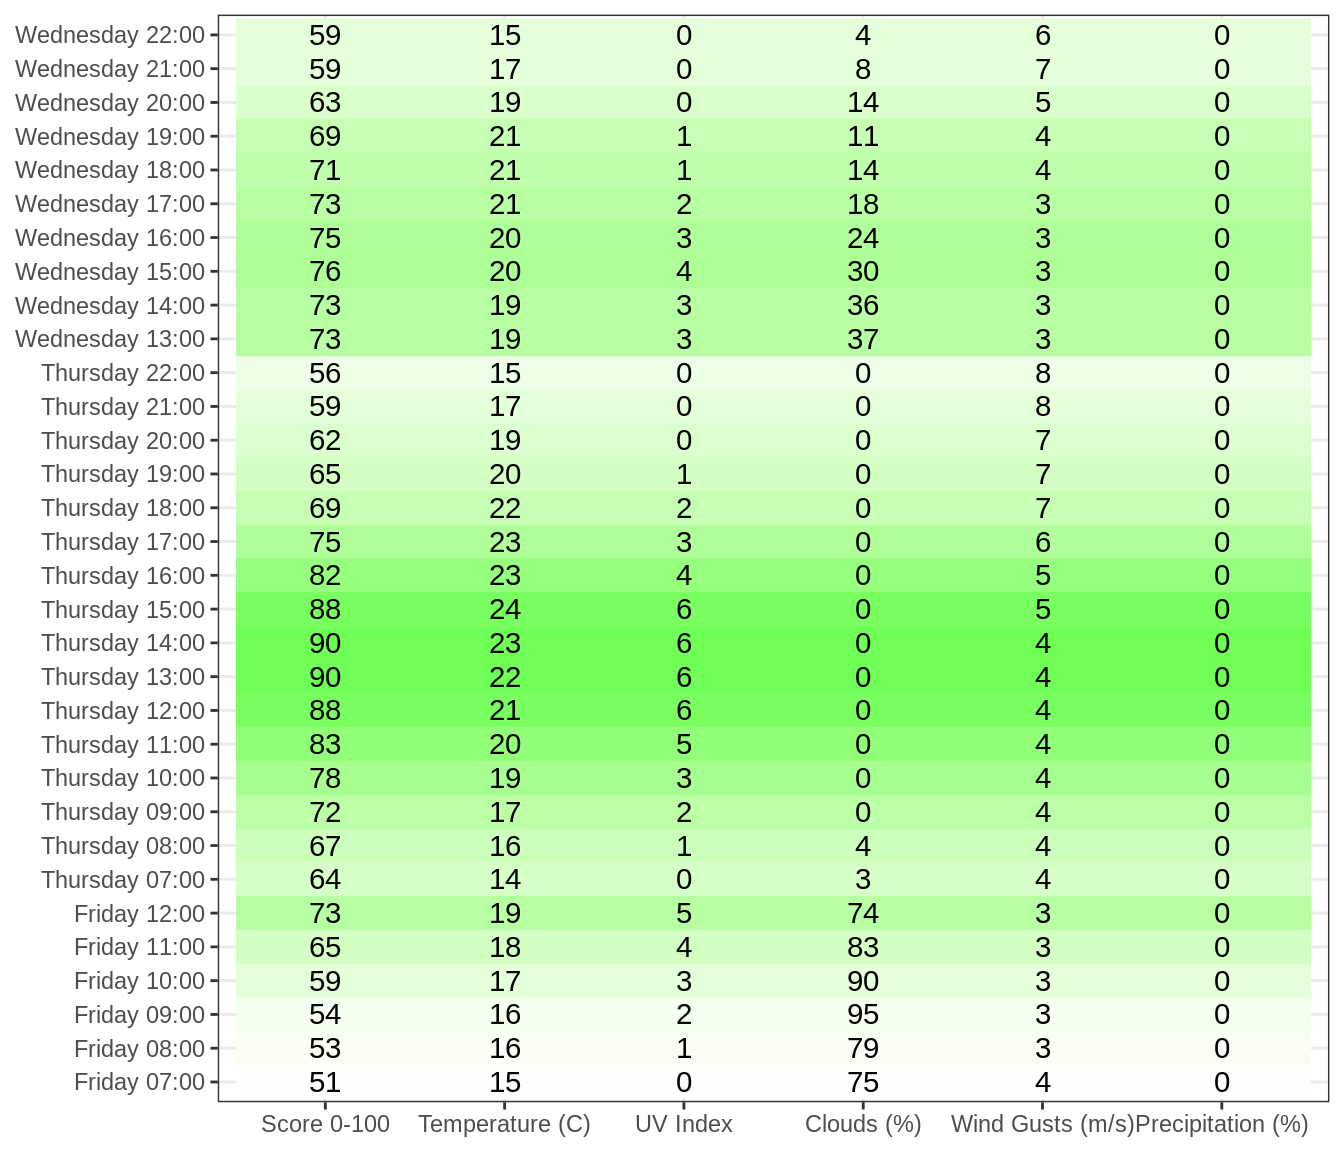 Wednesday 22:00 59 15 0 4 6 0
Wednesday 21:00 59 17 0 8 7 0
Wednesday 20:00 63 19 0 14 5 0
Wednesday 19:00 69 21 1 11 4 0
Wednesday 18:00 71 21 1 14 4 0
Wednesday 17:00 73 21 2 18 3 0
Wednesday 16:00 75 20 3 24 3 0
Wednesday 15:00 76 20 4 30 3 0
Wednesday 14:00 73 19 3 36 3 0
Wednesday 13:00 73 19 3 37 3 0
Thursday 22:00 56 15 0 0 8 0
Thursday 21:00 59 17 0 0 8 0
Thursday 20:00 62 19 0 0 7 0
Thursday 19:00 65 20 1 0 7 0
Thursday 18:00 69 22 2 0 7 0
Thursday 17:00 75 23 3 0 6 0
Thursday 16:00 82 23 4 0 5 0
Thursday 15:00 88 24 6 0 5 0
Thursday 14:00 90 23 6 0 4 0
Thursday 13:00 90 22 6 0 4 0
Thursday 12:00 88 21 6 0 4 0
Thursday 11:00 83 20 5 0 4 0
Thursday 10:00 78 19 3 0 4 0
Thursday 09:00 72 17 2 0 4 0
Thursday 08:00 67 16 1 4 4 0
Thursday 07:00 64 14 0 3 4 0
Friday 12:00 73 19 5 74 3 0
Friday 11:00 65 18 4 83 3 0
Friday 10:00 59 17 3 90 3 0
Friday 09:00 54 16 2 95 3 0
Friday 08:00 53 16 1 79 3 0
Friday 07:00 51 15 0 75 4 0
Score 0-100 Temperature (C) UV Index Clouds (%) Wind Gusts (m/s) Precipitation (%)